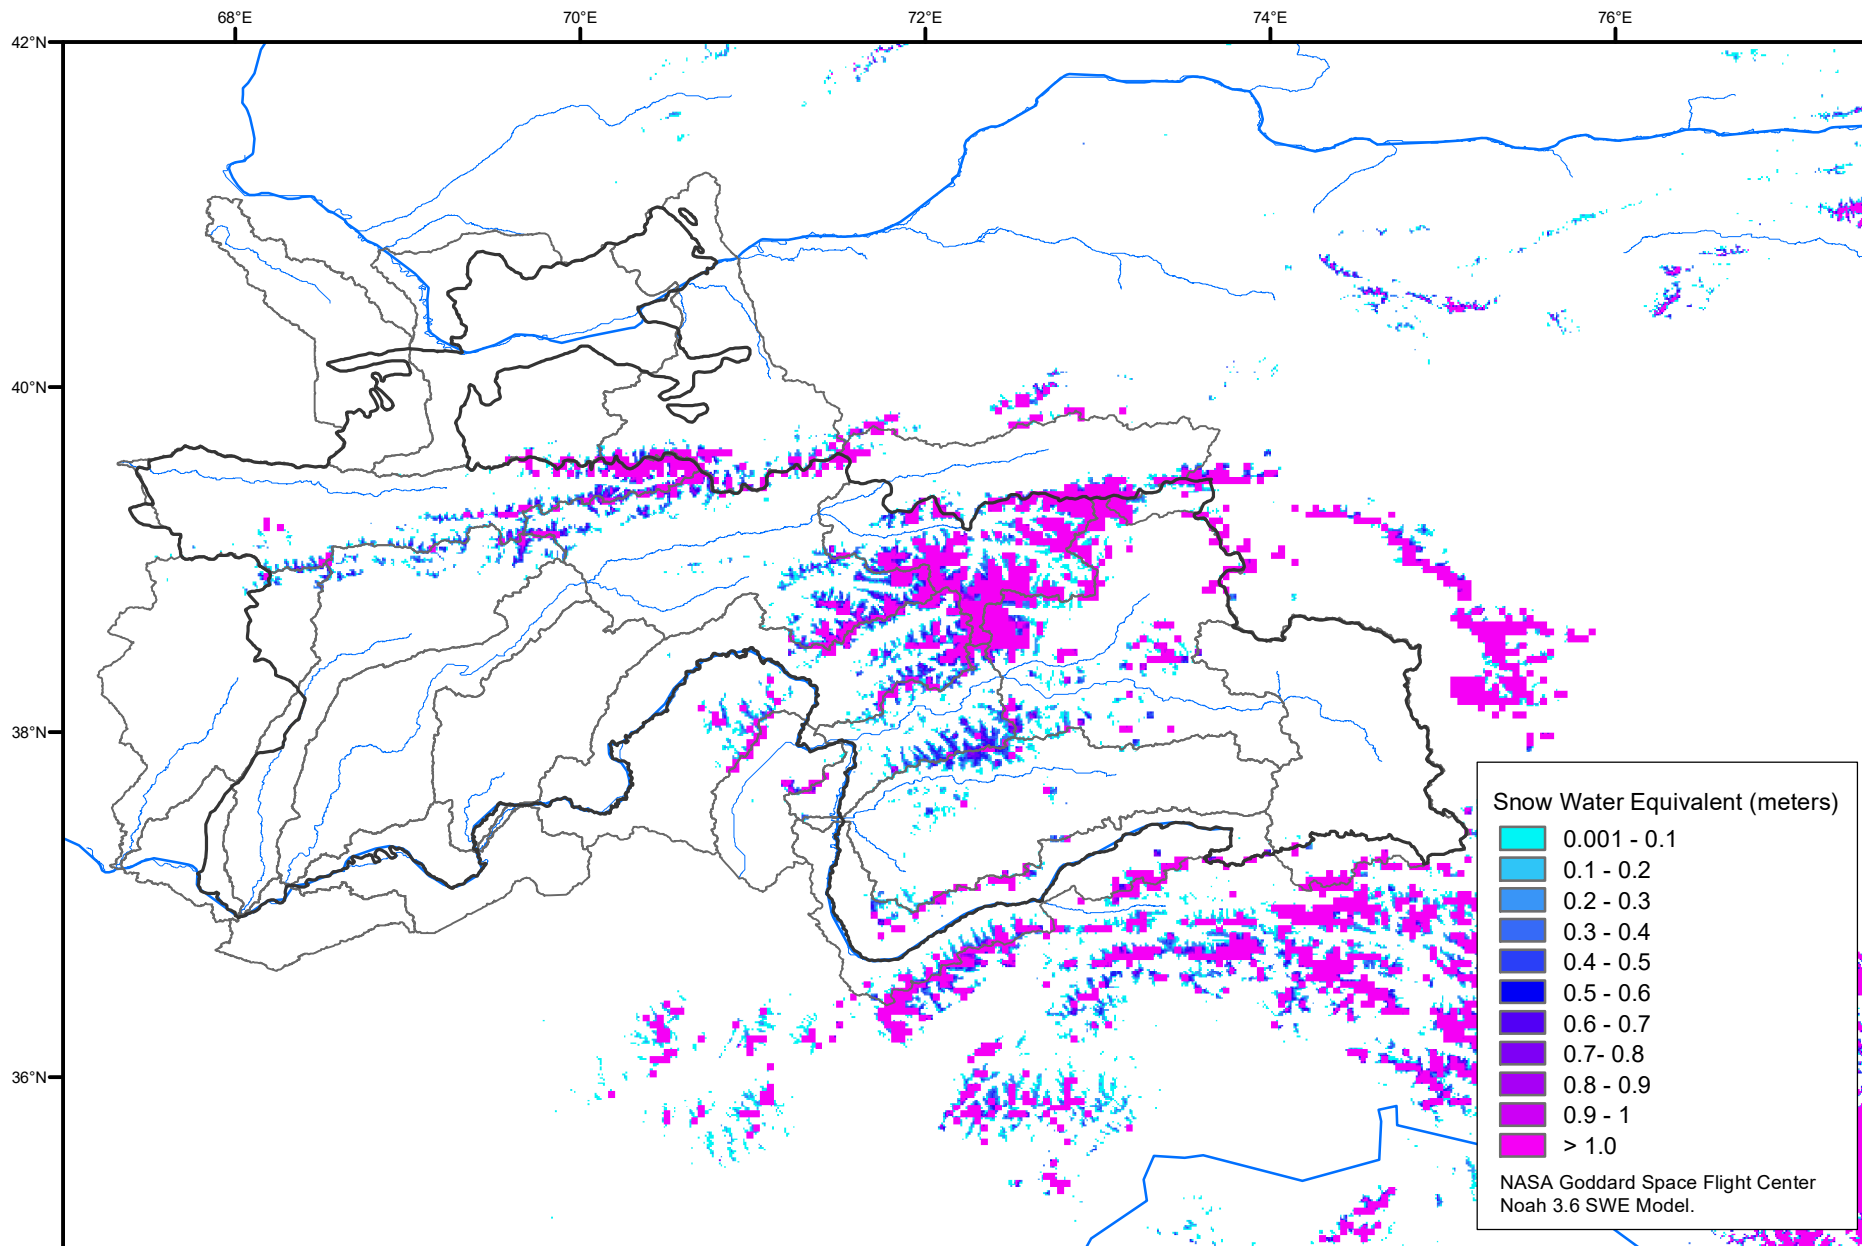 68°E 70°E 72°E 74°E 76°E
42°N
40°N
38°N
36°N
Snow Water Equivalent (meters)
0.001 - 0.1
0.1 - 0.2
0.2 - 0.3
0.3 - 0.4
0.4 - 0.5
0.5 - 0.6
0.6 - 0.7
0.7- 0.8
0.8 - 0.9
0.9 - 1
> 1.0
NASA Goddard Space Flight Center
Noah 3.6 SWE Model.